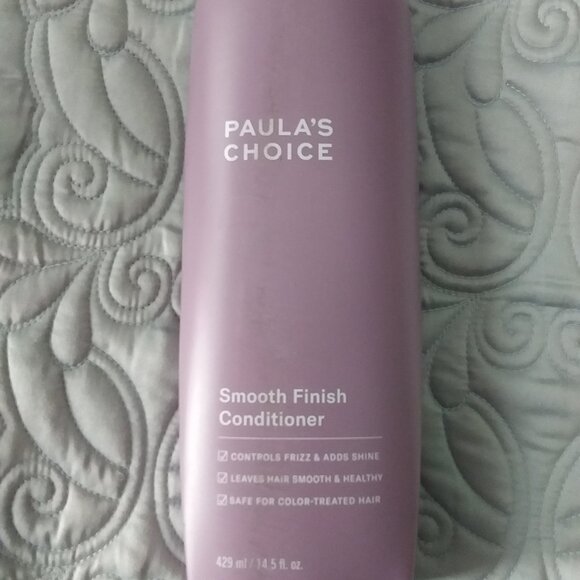 PAULA'S
CHOICE
Smooth Finish
Conditioner
☑ CONTROLS FRIZZ & ADDS SHINE
☑ LEAVES HAIR SMOOTH & HEALTHY
☑ SAFE FOR COLOR-TREATED HAIR
429 ml / 14.5 fl. oz.